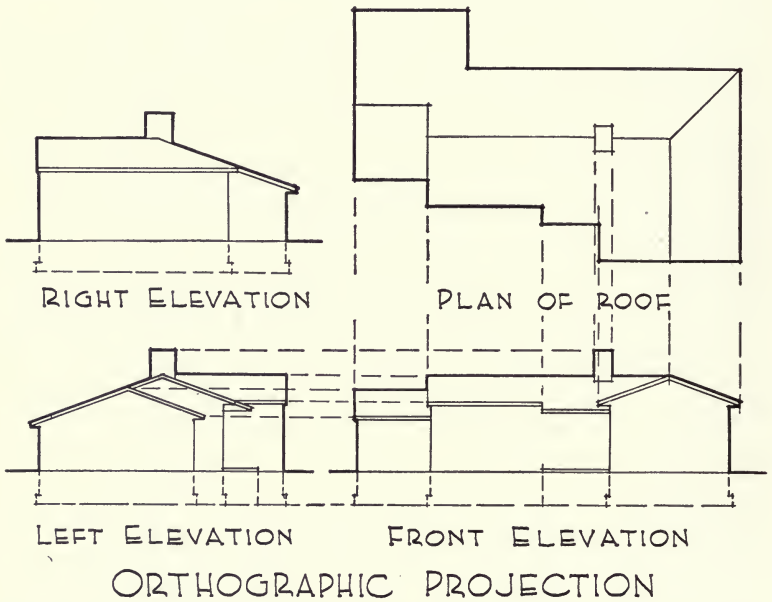 RIGHT ELEVATION
PLAN OF ROOF
LEFT ELEVATION
FRONT ELEVATION
ORTHOGRAPHIC PROJECTION